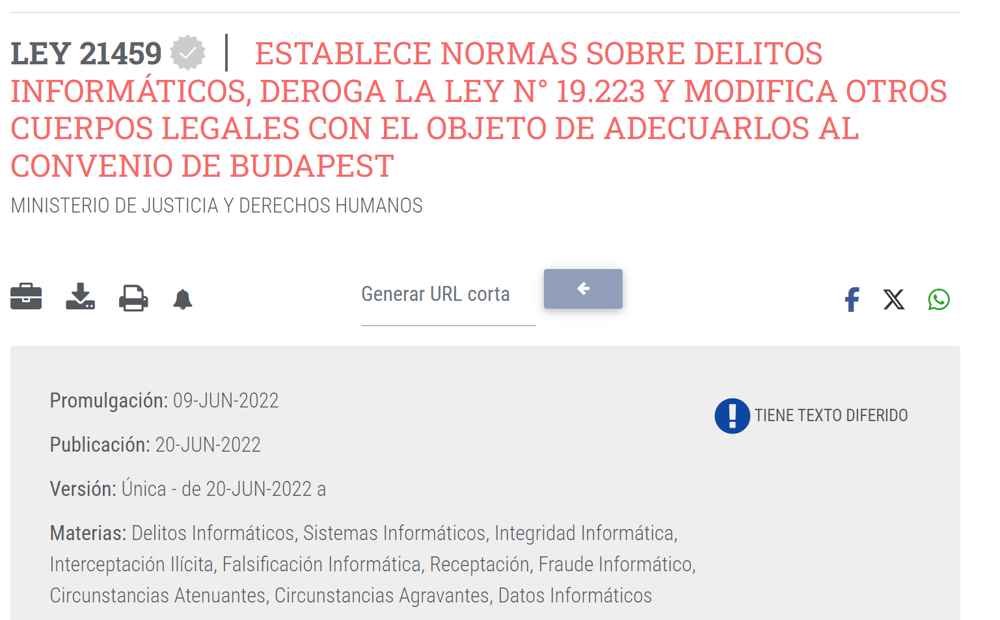 LEY 21459 ESTABLECE NORMAS SOBRE DELITOS
INFORMÁTICOS, DEROGA LA LEY N° 19.223 Y MODIFICA OTROS
CUERPOS LEGALES CON EL OBJETO DE ADECUARLOS AL
CONVENIO DE BUDAPEST
MINISTERIO DE JUSTICIA Y DERECHOS HUMANOS
Generar URL corta
Promulgación: 09-JUN-2022
TIENE TEXTO DIFERIDO
Publicación: 20-JUN-2022
Versión: Única - de 20-JUN-2022 a
Materias: Delitos Informáticos, Sistemas Informáticos, Integridad Informática,
Interceptación Ilícita, Falsificación Informática, Receptación, Fraude Informático,
Circunstancias Atenuantes, Circunstancias Agravantes, Datos Informáticos